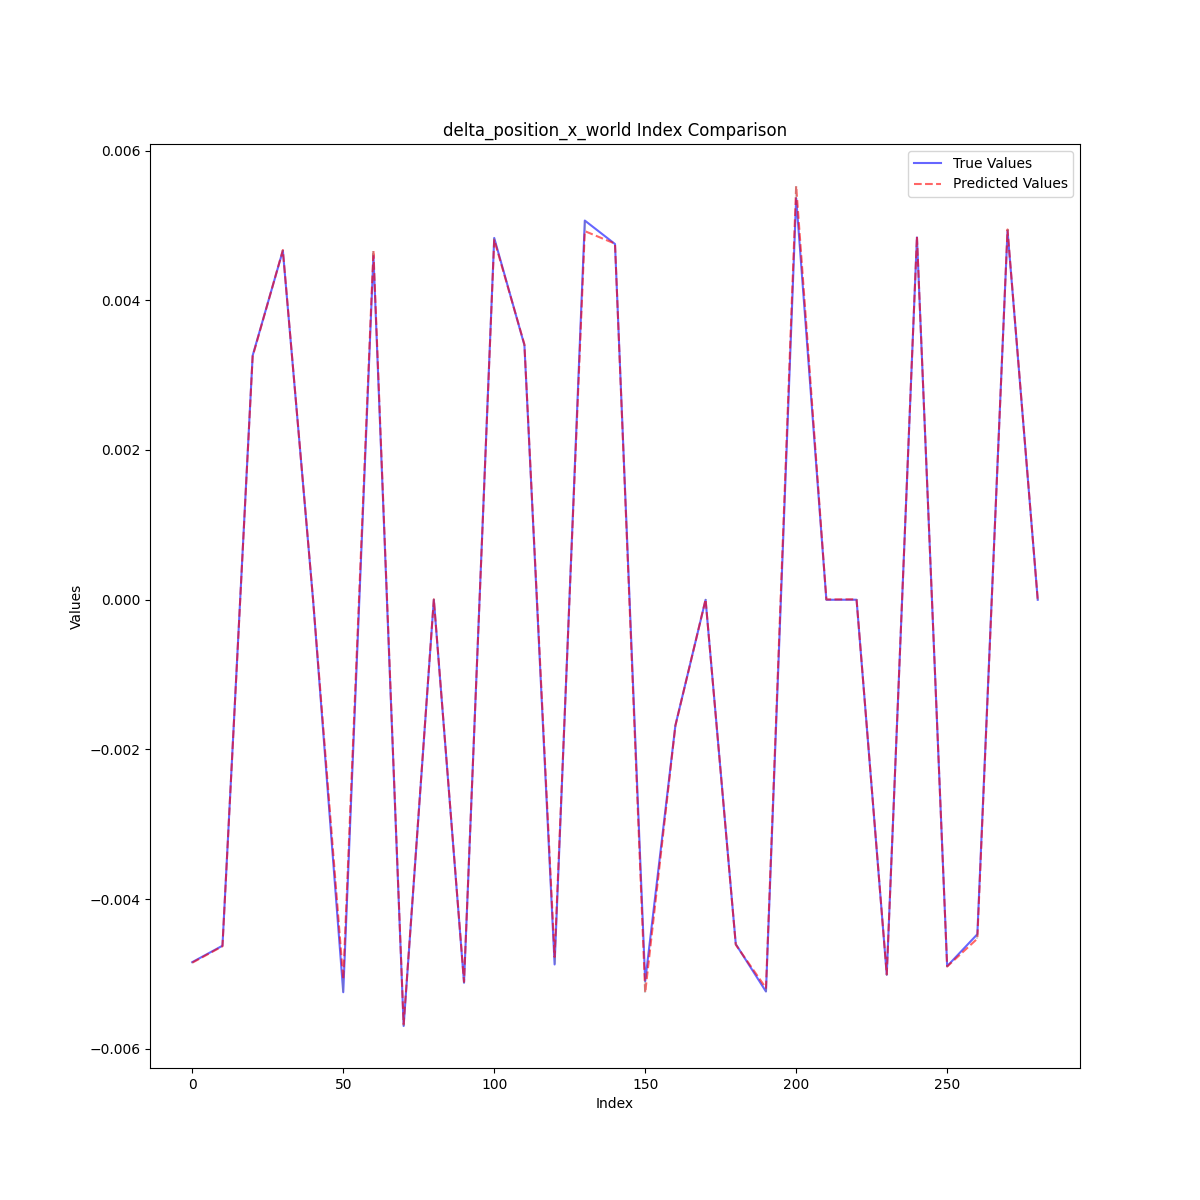 delta_position_x_world Index Comparison
True Values
Predicted Values
0.006
0.004
0.002
0.000
−0.002
−0.004
−0.006
Values
0 50 100 150 200 250
Index